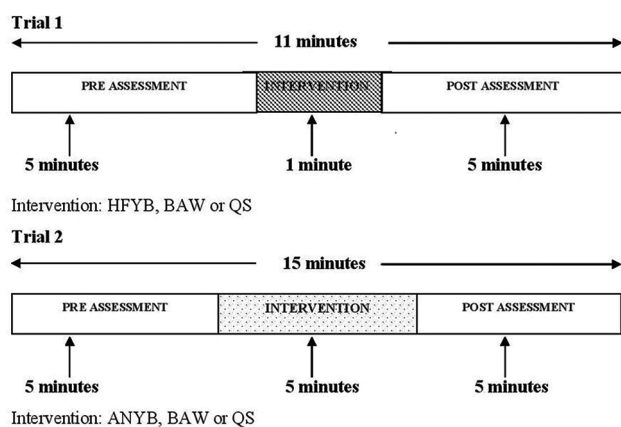 Trial 1
11 minutes
PRE ASSESSMENT INTERVENTION POST ASSESSMENT
5 minutes 1 minute 5 minutes
Intervention: HFYB, BAW or QS
Trial 2
15 minutes
PRE ASSESSMENT INTERVENTION POST ASSESSMENT
5 minutes 5 minutes 5 minutes
Intervention: ANYB, BAW or QS